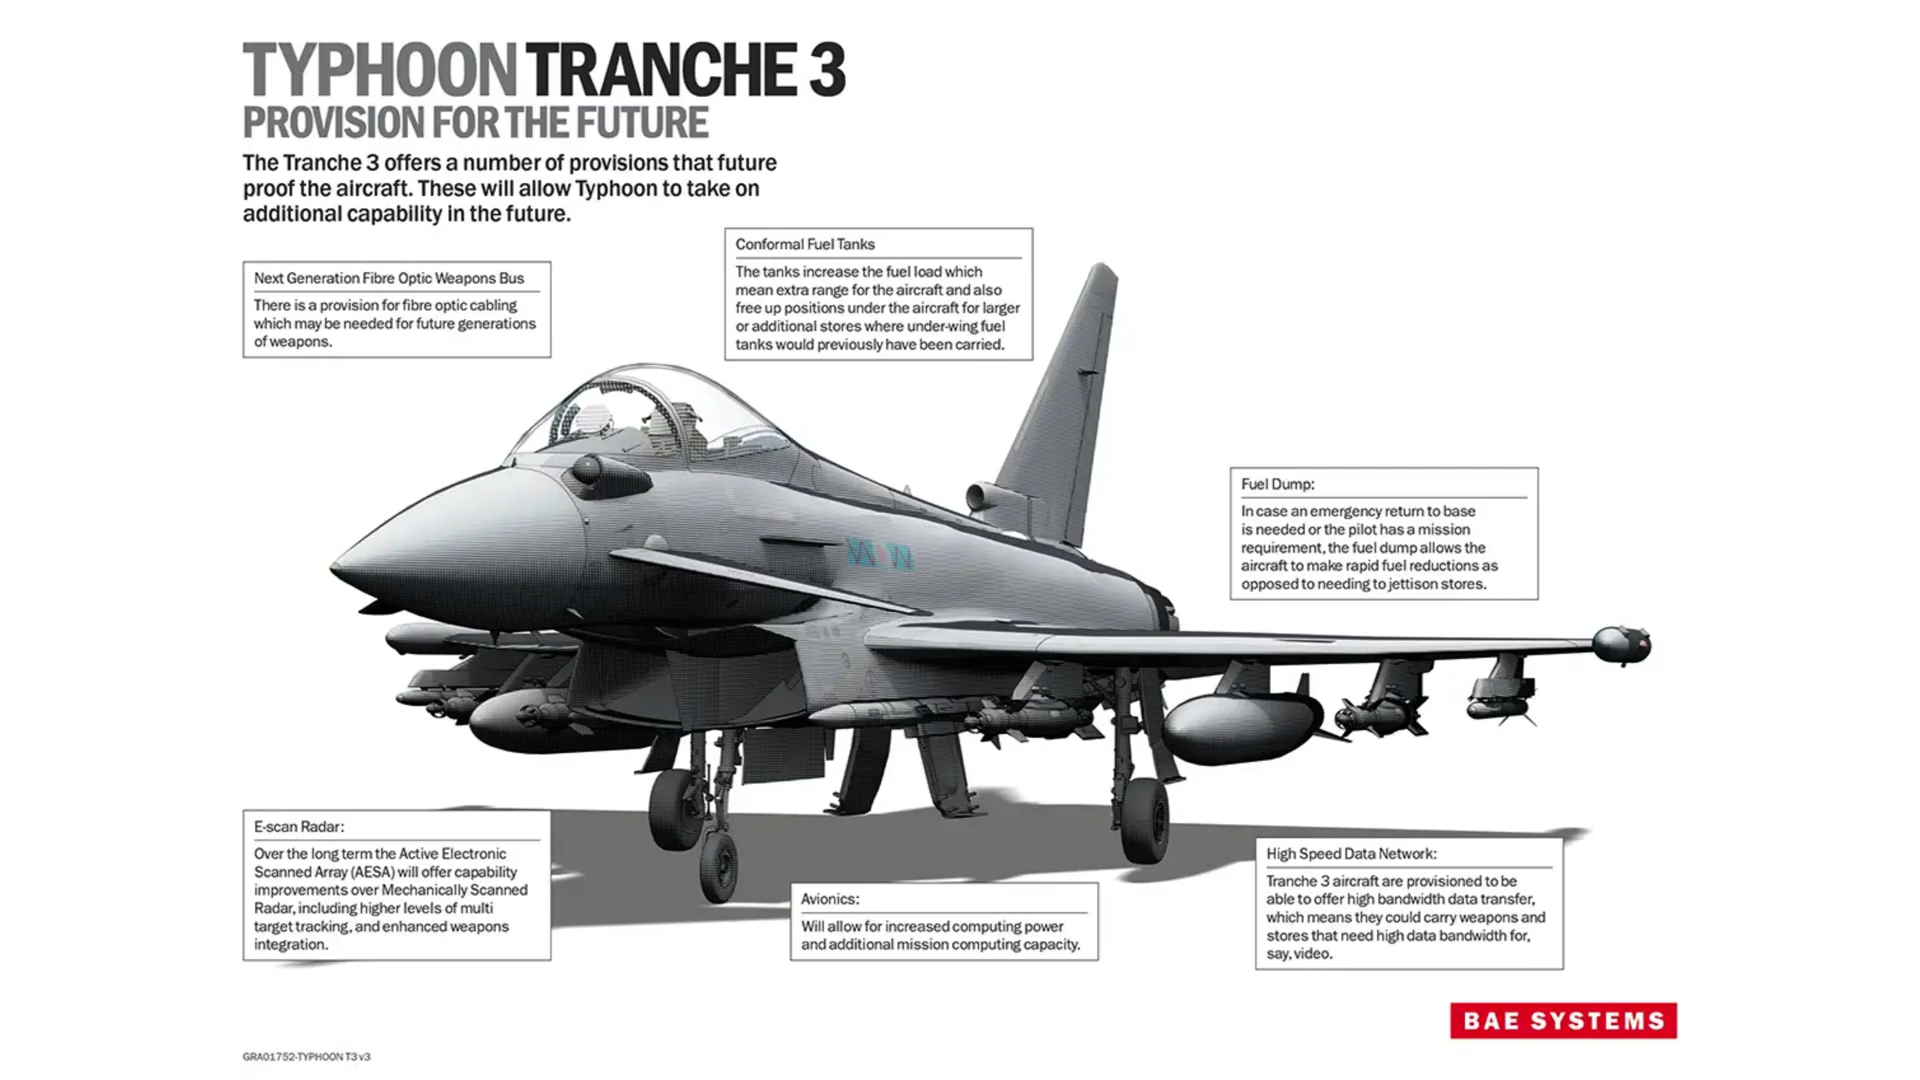 TYPHOON TRANCHE 3
PROVISION FOR THE FUTURE
The Tranche 3 offers a number of provisions that future
proof the aircraft. These will allow Typhoon to take on
additional capability in the future.
Next Generation Fibre Optic Weapons Bus
There is a provision for fibre optic cabling
which may be needed for future generations
of weapons.
Conformal Fuel Tanks
The tanks increase the fuel load which
mean extra range for the aircraft and also
free up positions under the aircraft for larger
or additional stores where under-wing fuel
tanks would previously have been carried.
Fuel Dump:
In case an emergency return to base
is needed or the pilot has a mission
requirement, the fuel dump allows the
aircraft to make rapid fuel reductions as
opposed to needing to jettison stores.
E-scan Radar:
Over the long term the Active Electronic
Scanned Array (AESA) will offer capability
improvements over Mechanically Scanned
Radar, including higher levels of multi
target tracking, and enhanced weapons
integration.
Avionics:
Will allow for increased computing power
and additional mission computing capacity.
High Speed Data Network:
Tranche 3 aircraft are provisioned to be
able to offer high bandwidth data transfer,
which means they could carry weapons and
stores that need high data bandwidth for,
say, video.
BAE SYSTEMS
GRA01752-TYPHOON T3 v3